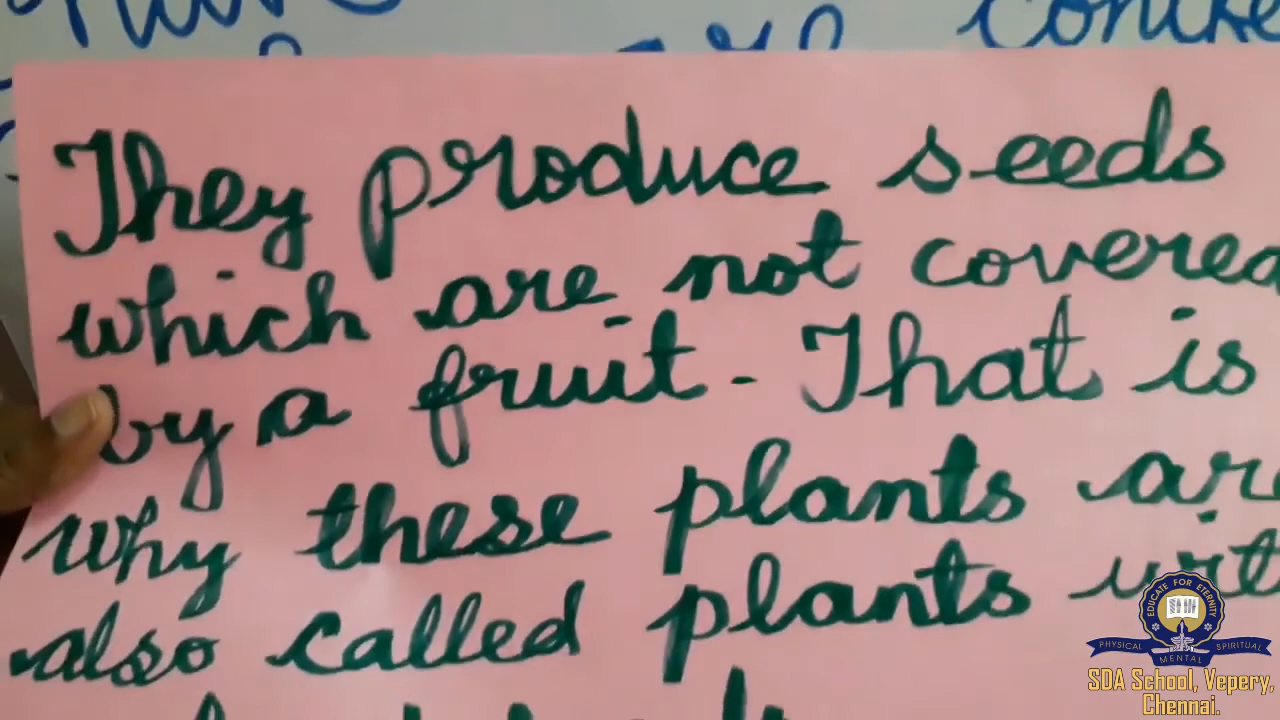 They produce seeds
which are not covered
by a fruit. That is
why these plants are
also called plants
EDUCATE FOR ETERNITY
PHYSICAL MENTAL SPIRITUAL
SDA School, Vepery,
Chennai.